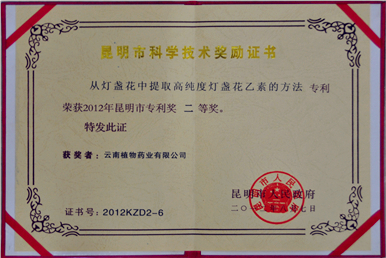 昆明市科学技术奖励证书
从灯盏花中提取高纯度灯盏花乙素的方法 专利
荣获2012年昆明市专利奖 二 等奖。
特发此证
获奖者：云南植物药业有限公司
昆明市人民政府
证书号：2012KZD2-6